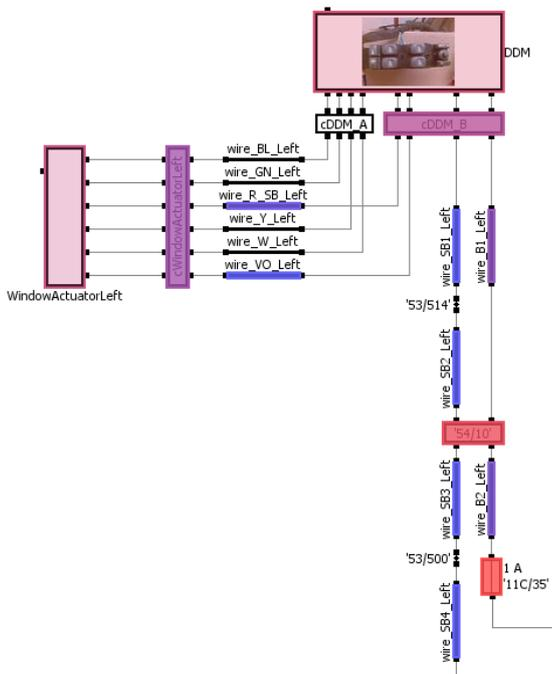 DDM
cDDM_A
cDDM_B
wire_BL_Left
wire_GN_Left
wire_R_SB_Left
wire_Y_Left
wire_W_Left
wire_VO_Left
cWindowActuatorLeft
WindowActuatorLeft
wire_SB1_Left
wire_B1_Left
'53/514'
wire_SB2_Left
'54/10'
wire_SB3_Left
wire_B2_Left
'53/500'
1 A
'11C/35'
wire_SB4_Left